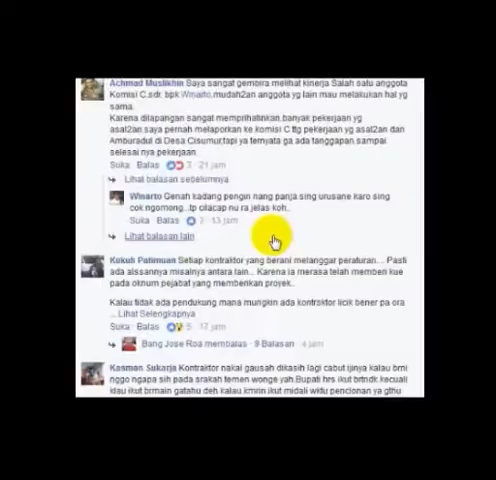 Achmad Muslikhin Saya sangat gembira melihat kinerja Salah satu anggota
Komisi C.sdr. bpk Winarto.mudah2an anggota yg lain mau melakukan hal yg
sama.
Karena dilapangan sangat memprihatinkan.banyak pekerjaan yg
asal2an.saya pernah melaporkan ke.komisi C ttg pekerjaan yg asal2an dan
Amburadul di Desa Cisumur,tapi ya ternyata ga ada tanggapan.sampai
selesai nya pekerjaan.
Suka · Balas · 3 · 21 jam
Lihat balasan sebelumnya
Winarto Genah kadang pengin nang panja sing urusane karo sing
cok ngomong...tp cilacap nu ra jelas koh..
Suka · Balas · 2 · 13 jam
Lihat balasan lain
Kukuh Patimuan Setiap kontraktor yang berani melanggar peraturan.... Pasti
ada alssannya misalnya antara lain... Karena ia merasa telah memberi kue
pada oknum pejabat yang memberikan proyek..
Kalau tidak ada pendukung mana mungkin ada kontraktor licik bener pa ora
... Lihat Selengkapnya
Suka · Balas · 5 · 17 jam
Bang Jose Roa membalas · 9 Balasan · 4 jam
Kasman Sukarja Kontraktor nakal gausah dikasih lagi cabut ijinya kalau brni
nggo ngapa sih pada srakah temen wonge yah.Bupati hrs ikut brtndk kecuali
klau ikut brmain gatahu deh kalau kmrin ikut midali widu pencionan ya gthu